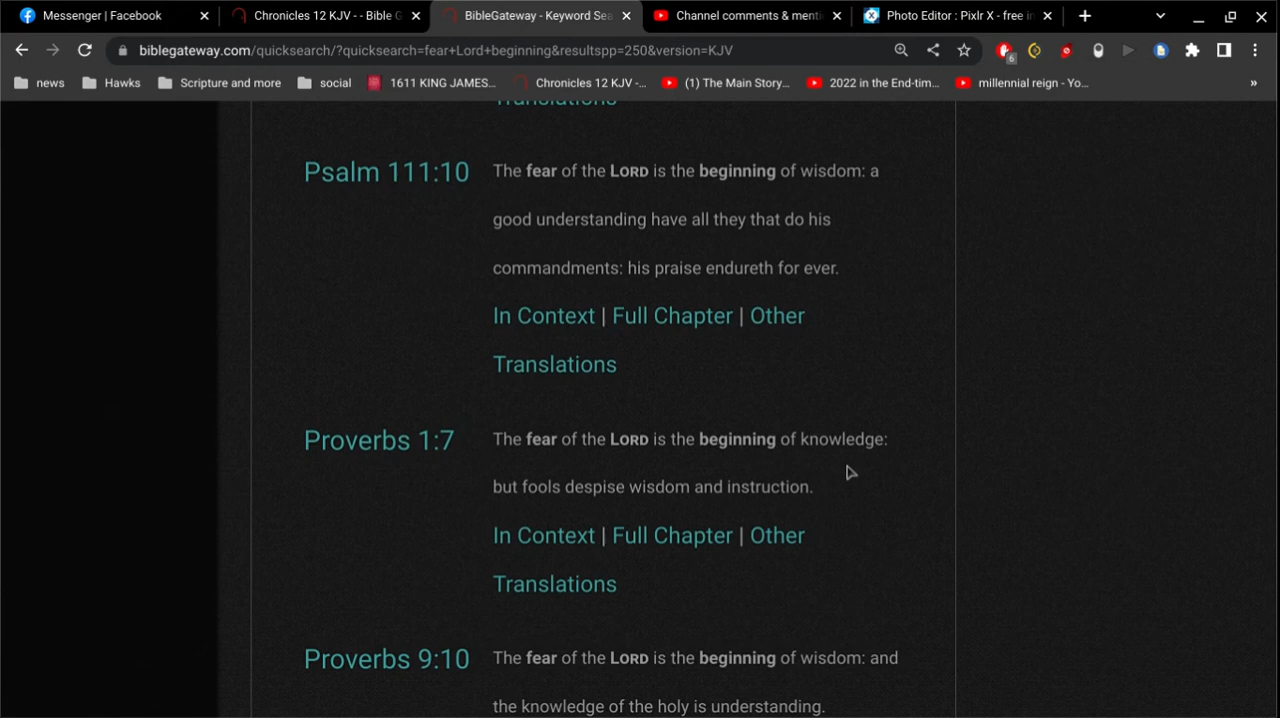 Messenger | Facebook
Chronicles 12 KJV - - Bible G
BibleGateway - Keyword Sea
Channel comments & menti
Photo Editor : Pixlr X - free i
biblegateway.com/quicksearch/?quicksearch=fear+Lord+beginning&resultspp=250&version=KJV
6
news
Hawks
Scripture and more
social
1611 KING JAMES...
Chronicles 12 KJV -...
(1) The Main Story...
2022 in the End-tim...
millennial reign - Yo...
»
Translations
Psalm 111:10
The fear of the LORD is the beginning of wisdom: a
good understanding have all they that do his
commandments: his praise endureth for ever.
In Context | Full Chapter | Other
Translations
Proverbs 1:7
The fear of the LORD is the beginning of knowledge:
but fools despise wisdom and instruction.
In Context | Full Chapter | Other
Translations
Proverbs 9:10
The fear of the LORD is the beginning of wisdom: and
the knowledge of the holy is understanding.